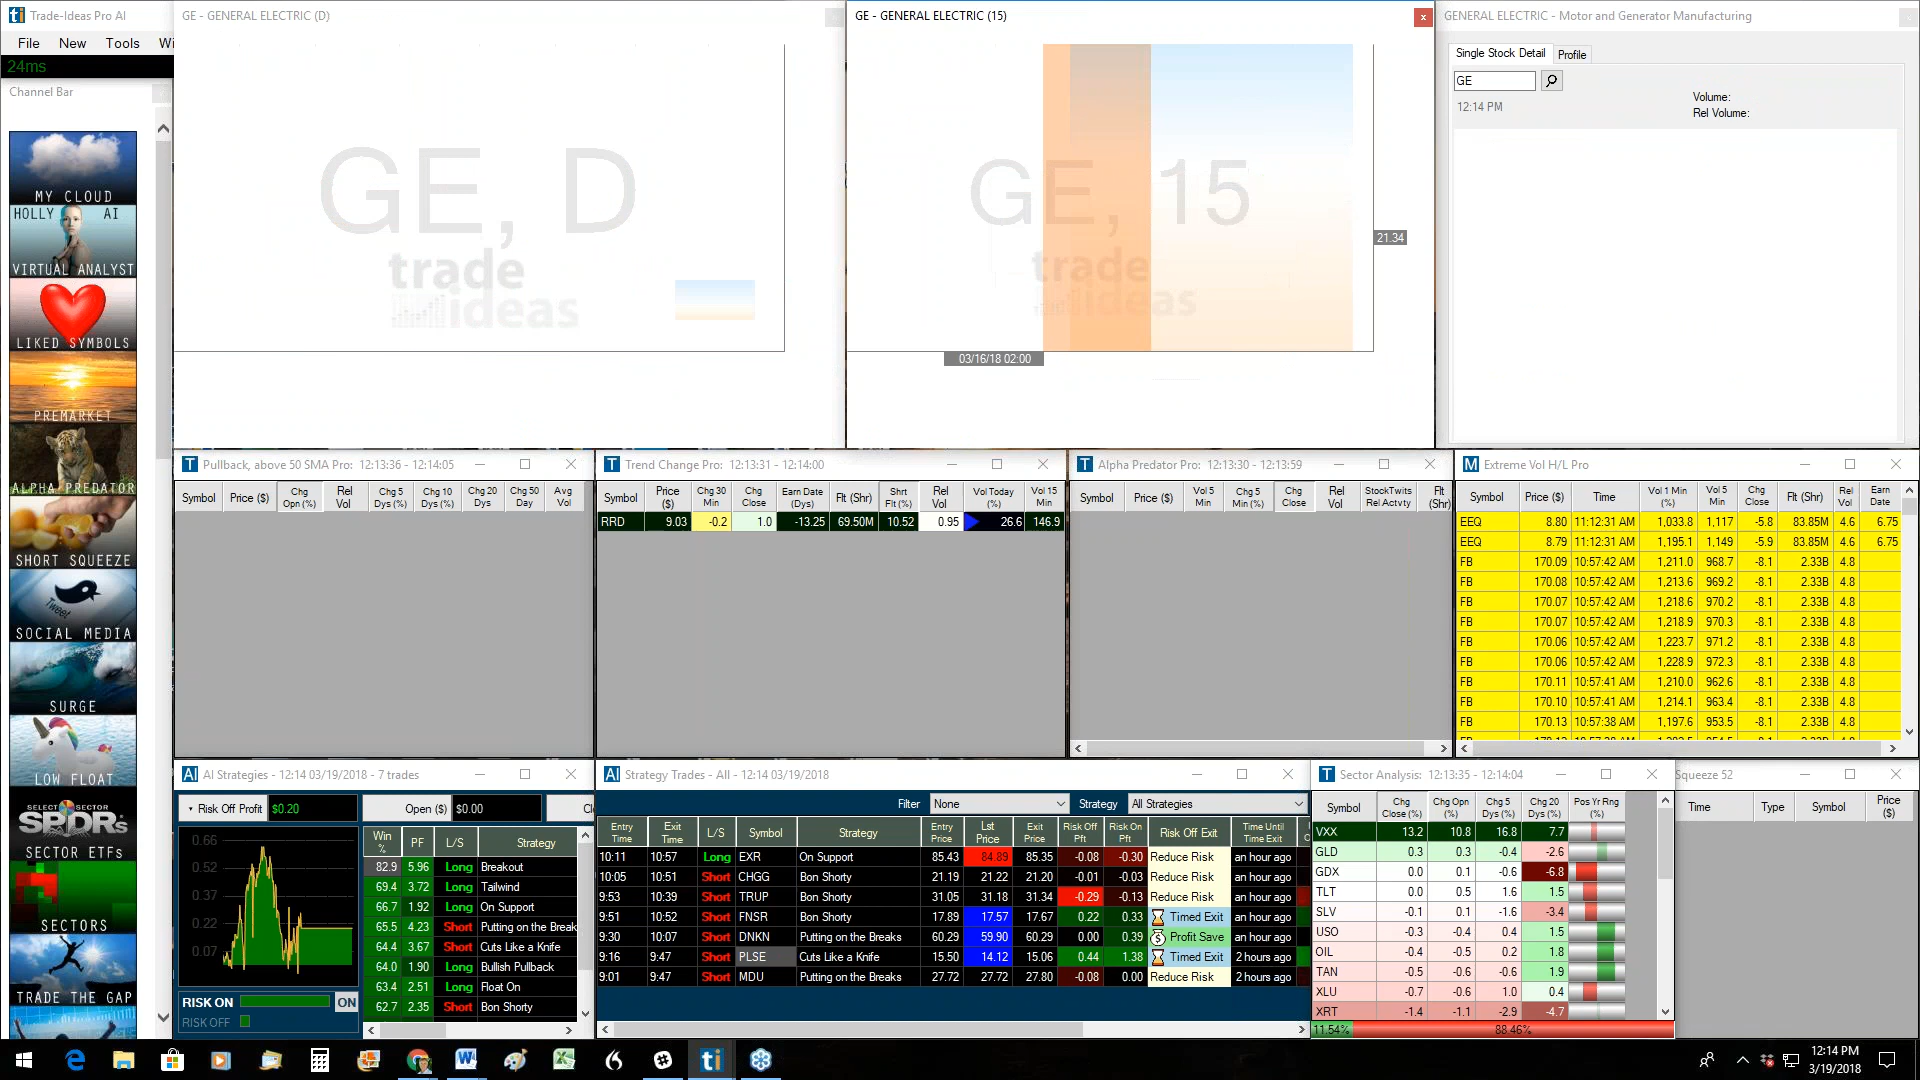 Trade-Ideas Pro AI
File New Tools Wi
24ms
Channel Bar
MY CLOUD
HOLLY AI
VIRTUAL ANALYST
LIKED SYMBOLS
PREMARKET
ALPHA PREDATOR
SHORT SQUEEZE
Tweet
SOCIAL MEDIA
SURGE
LOW FLOAT
SELECT SECTOR
SPDRs
SECTOR ETFs
SECTORS
TRADE THE GAP
GE - GENERAL ELECTRIC (D)
GE, D
trade
ideas
GE - GENERAL ELECTRIC (15)
GE, 15
trade
ideas
21.34
03/16/18 02:00
GENERAL ELECTRIC - Motor and Generator Manufacturing
Single Stock Detail Profile
GE
12:14 PM
Volume:
Rel Volume:
Pullback, above 50 SMA Pro: 12:13:36 - 12:14:05
Symbol Price ($) Chg Opn (%) Rel Vol Chg 5 Dys (%) Chg 10 Dys (%) Chg 20 Dys Chg 50 Day Avg Vol
Trend Change Pro: 12:13:31 - 12:14:00
Symbol Price ($) Chg 30 Min Chg Close Earn Date (Dys) Flt (Shr) Shrt Flt (%) Rel Vol Vol Today (%) Vol 15 Min
RRD 9.03 -0.2 1.0 -13.25 69.50M 10.52 0.95 26.6 146.9
Alpha Predator Pro: 12:13:30 - 12:13:59
Symbol Price ($) Vol 5 Min Chg 5 Min (%) Chg Close Rel Vol StockTwits Rel Actvty Flt (Shr)
Extreme Vol H/L Pro
Symbol Price ($) Time Vol 1 Min (%) Vol 5 Min Chg Close Flt (Shr) Rel Vol Earn Date
EEQ 8.80 11:12:31 AM 1,033.8 1,117 -5.8 83.85M 4.6 6.75
EEQ 8.79 11:12:31 AM 1,195.1 1,149 -5.9 83.85M 4.6 6.75
FB 170.09 10:57:42 AM 1,211.0 968.7 -8.1 2.33B 4.8
FB 170.08 10:57:42 AM 1,213.6 969.2 -8.1 2.33B 4.8
FB 170.07 10:57:42 AM 1,218.6 970.2 -8.1 2.33B 4.8
FB 170.07 10:57:42 AM 1,218.9 970.3 -8.1 2.33B 4.8
FB 170.06 10:57:42 AM 1,223.7 971.2 -8.1 2.33B 4.8
FB 170.06 10:57:42 AM 1,228.9 972.3 -8.1 2.33B 4.8
FB 170.11 10:57:41 AM 1,210.0 962.6 -8.1 2.33B 4.8
FB 170.10 10:57:41 AM 1,214.1 963.4 -8.1 2.33B 4.8
FB 170.13 10:57:38 AM 1,197.6 953.5 -8.1 2.33B 4.8
AI Strategies - 12:14 03/19/2018 - 7 trades
Risk Off Profit $0.20 Open ($) $0.00
0.66
0.52
0.37
0.22
0.07
RISK ON ON
RISK OFF
Win % PF L/S Strategy
82.9 5.96 Long Breakout
69.4 3.72 Long Tailwind
66.7 1.92 Long On Support
65.5 4.23 Short Putting on the Break
64.4 3.67 Short Cuts Like a Knife
64.0 1.90 Long Bullish Pullback
63.4 2.51 Long Float On
62.7 2.35 Short Bon Shorty
Strategy Trades - All - 12:14 03/19/2018
Filter None Strategy All Strategies
Entry Time Exit Time L/S Symbol Strategy Entry Price Lst Price Exit Price Risk Off Pft Risk On Pft Risk Off Exit Time Until Time Exit
10:11 10:57 Long EXR On Support 85.43 84.89 85.35 -0.08 -0.30 Reduce Risk an hour ago
10:05 10:51 Short CHGG Bon Shorty 21.19 21.22 21.20 -0.01 -0.03 Reduce Risk an hour ago
9:53 10:39 Short TRUP Bon Shorty 31.05 31.18 31.34 -0.29 -0.13 Reduce Risk an hour ago
9:51 10:52 Short FNSR Bon Shorty 17.89 17.57 17.67 0.22 0.33 Timed Exit an hour ago
9:30 10:07 Short DNKN Putting on the Breaks 60.29 59.90 60.29 0.00 0.39 Profit Save an hour ago
9:16 9:47 Short PLSE Cuts Like a Knife 15.50 14.12 15.06 0.44 1.38 Timed Exit 2 hours ago
9:01 9:47 Short MDU Putting on the Breaks 27.72 27.72 27.80 -0.08 0.00 Reduce Risk 2 hours ago
Sector Analysis: 12:13:35 - 12:14:04
Symbol Chg Close (%) Chg Opn (%) Chg 5 Dys (%) Chg 20 Dys (%) Pos Yr Rng (%)
VXX 13.2 10.8 16.8 7.7
GLD 0.3 0.3 -0.4 -2.6
GDX 0.0 0.1 -0.6 -6.8
TLT 0.0 0.5 1.6 1.5
SLV -0.1 0.1 -1.6 -3.4
USO -0.3 -0.4 0.4 1.5
OIL -0.4 -0.5 0.2 1.8
TAN -0.5 -0.6 -0.6 1.9
XLU -0.7 -0.6 1.0 0.4
XRT -1.4 -1.1 -2.9 -4.7
11.54% 88.46%
Squeeze 52
Time Type Symbol Price ($)
12:14 PM
3/19/2018